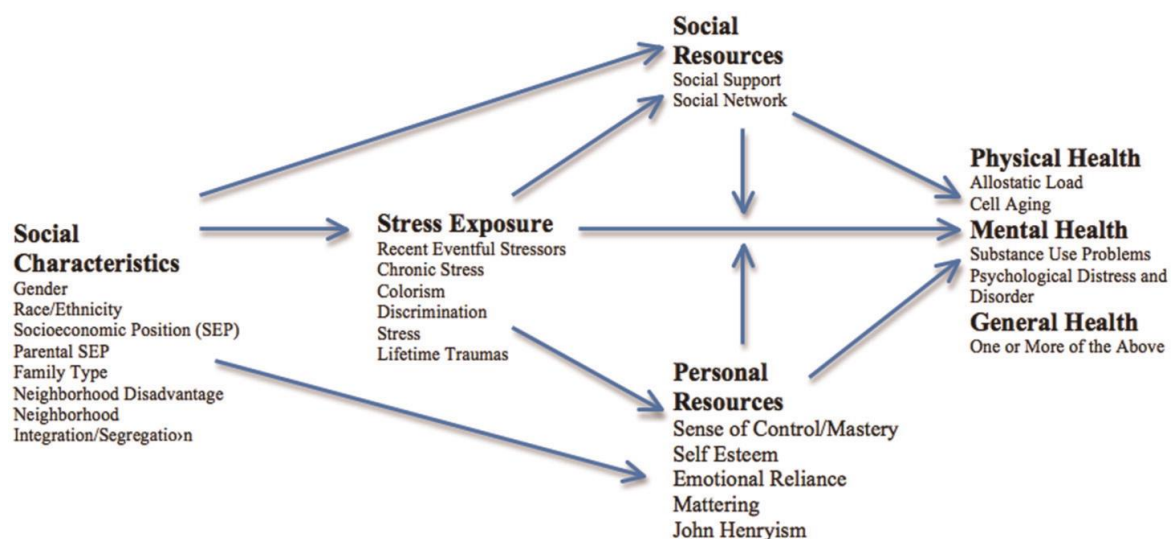 Social
Resources
Social Support
Social Network
Physical Health
Allostatic Load
Cell Aging
Mental Health
Substance Use Problems
Psychological Distress and
Disorder
General Health
One or More of the Above
Stress Exposure
Recent Eventful Stressors
Chronic Stress
Colorism
Discrimination
Stress
Lifetime Traumas
Social
Characteristics
Gender
Race/Ethnicity
Socioeconomic Position (SEP)
Parental SEP
Family Type
Neighborhood Disadvantage
Neighborhood
Integration/Segregatio›n
Personal
Resources
Sense of Control/Mastery
Self Esteem
Emotional Reliance
Mattering
John Henryism